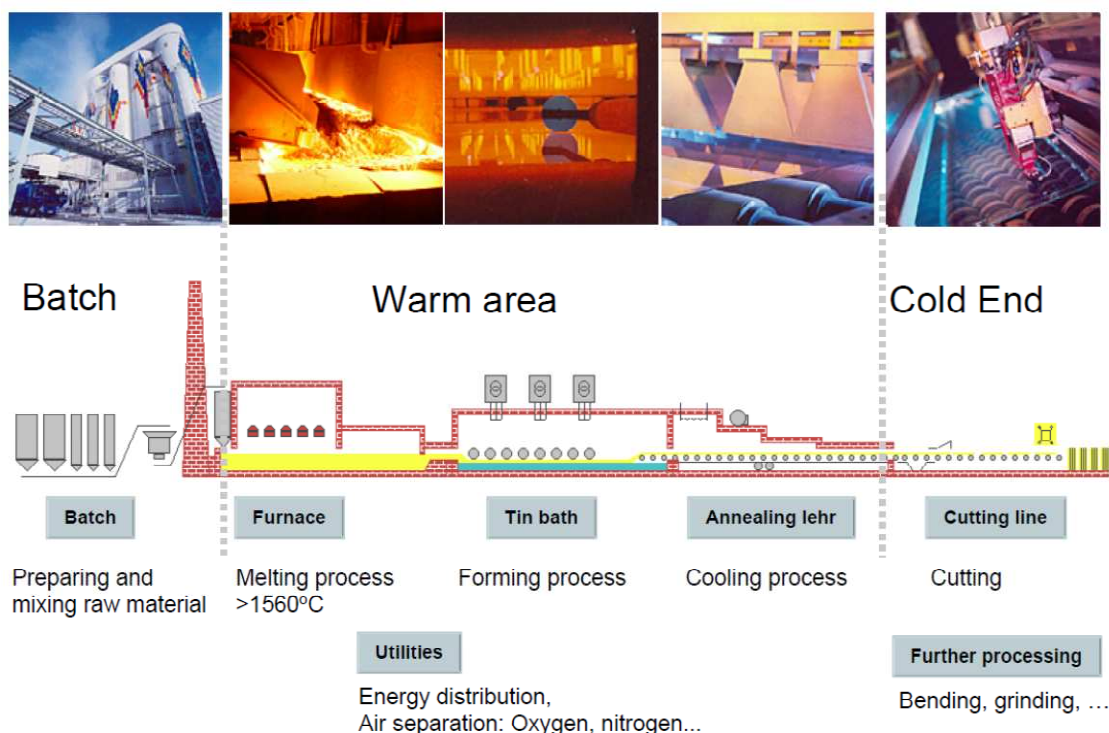 Batch
Warm area
Cold End
Batch
Furnace
Tin bath
Annealing lehr
Cutting line
Preparing and
mixing raw material
Melting process
>1560ºC
Forming process
Cooling process
Cutting
Utilities
Further processing
Energy distribution,
Air separation: Oxygen, nitrogen...
Bending, grinding, …